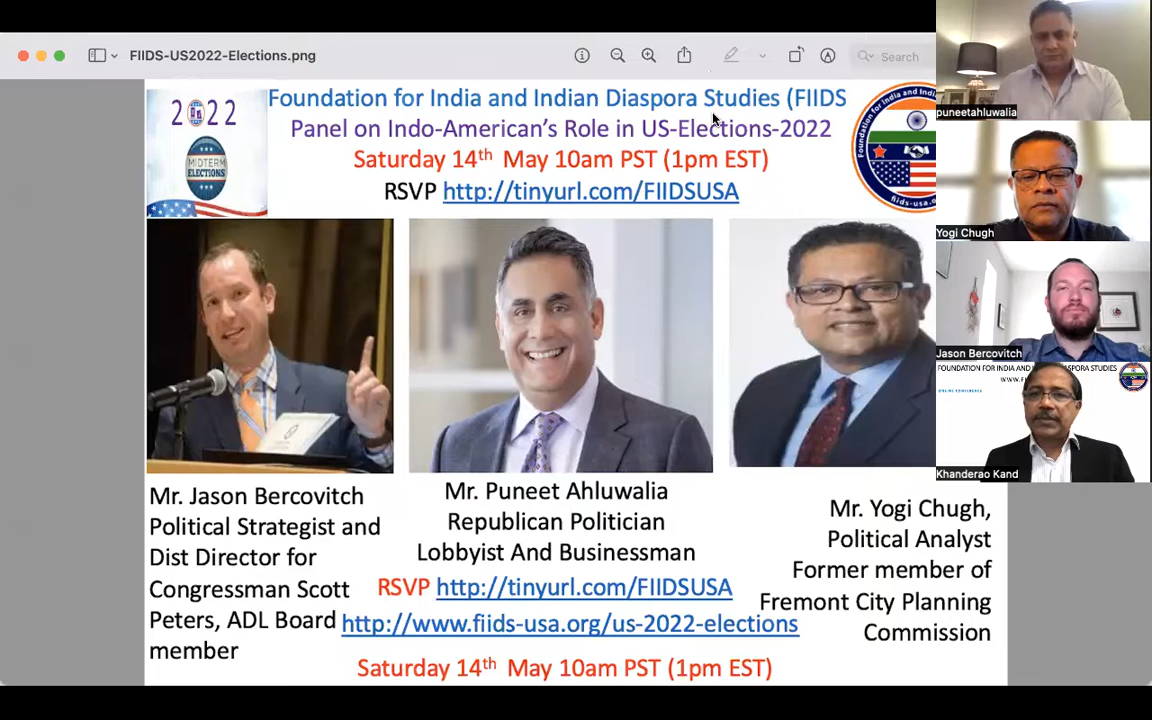 FIIDS-US2022-Elections.png
Search
2022
MIDTERM
ELECTIONS
Foundation for India and Indian Diaspora Studies (FIIDS
Panel on Indo-American's Role in US-Elections-2022
Saturday 14th May 10am PST (1pm EST)
RSVP http://tinyurl.com/FIIDSUSA
Mr. Jason Bercovitch
Political Strategist and
Dist Director for
Congressman Scott
Peters, ADL Board
member
Mr. Puneet Ahluwalia
Republican Politician
Lobbyist And Businessman
RSVP http://tinyurl.com/FIIDSUSA
http://www.fiids-usa.org/us-2022-elections
Mr. Yogi Chugh,
Political Analyst
Former member of
Fremont City Planning
Commission
Saturday 14th May 10am PST (1pm EST)
puneetahluwalia
Yogi Chugh
Jason Bercovitch
FOUNDATION FOR INDIA AND DIASPORA STUDIES
Khanderao Kand